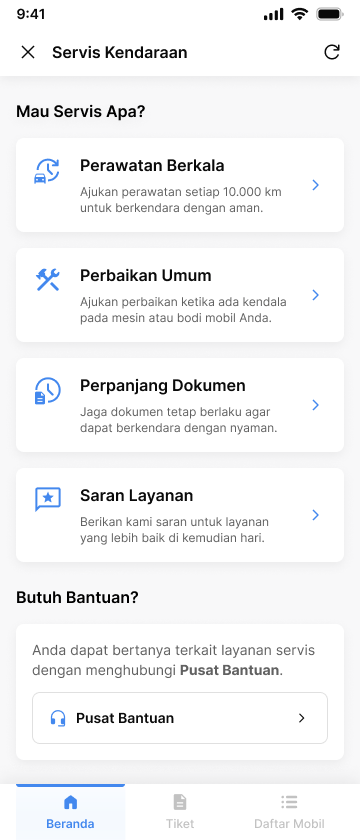 9:41
Servis Kendaraan
Mau Servis Apa?
Perawatan Berkala
Ajukan perawatan setiap 10.000 km
untuk berkendara dengan aman.
Perbaikan Umum
Ajukan perbaikan ketika ada kendala
pada mesin atau bodi mobil Anda.
Perpanjang Dokumen
Jaga dokumen tetap berlaku agar
dapat berkendara dengan nyaman.
Saran Layanan
Berikan kami saran untuk layanan
yang lebih baik di kemudian hari.
Butuh Bantuan?
Anda dapat bertanya terkait layanan servis
dengan menghubungi Pusat Bantuan.
Pusat Bantuan
Beranda
Tiket
Daftar Mobil